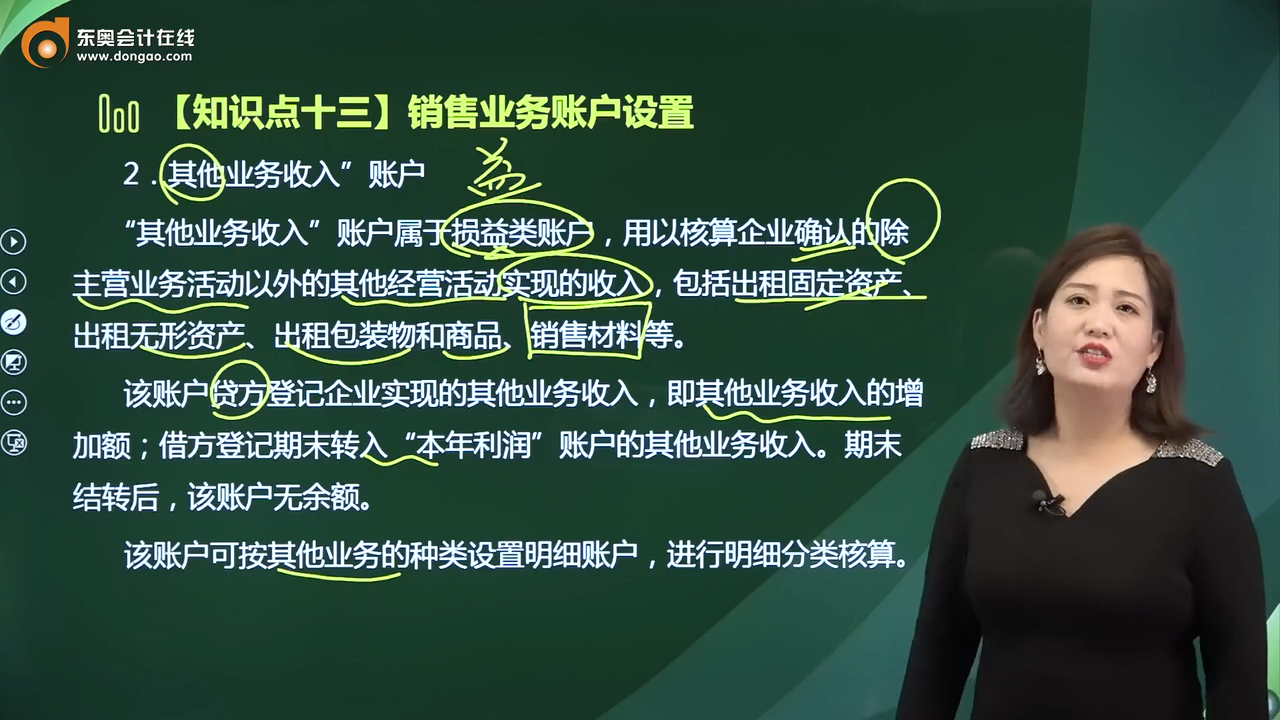 东奥会计在线
www.dongao.com
【知识点十三】销售业务账户设置
2．其他业务收入”账户
益
“其他业务收入”账户属于损益类账户，用以核算企业确认的除
主营业务活动以外的其他经营活动实现的收入，包括出租固定资产、
出租无形资产、出租包装物和商品、销售材料等。
该账户贷方登记企业实现的其他业务收入，即其他业务收入的增
加额；借方登记期末转入“本年利润”账户的其他业务收入。期末
结转后，该账户无余额。
该账户可按其他业务的种类设置明细账户，进行明细分类核算。